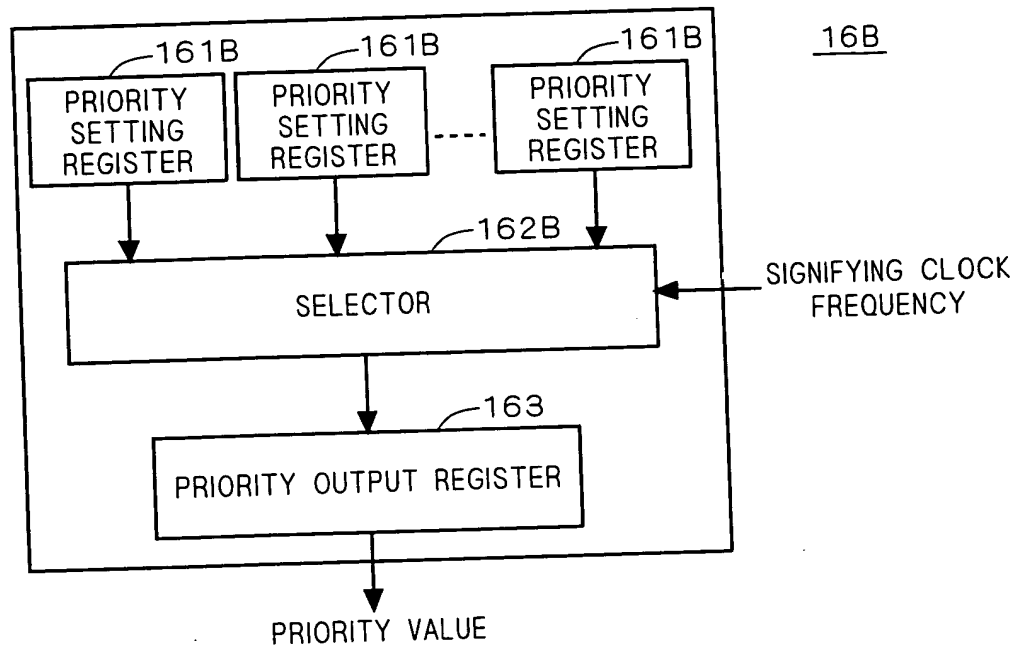 16B
161B
161B
161B
PRIORITY
SETTING
REGISTER
PRIORITY
SETTING
REGISTER
PRIORITY
SETTING
REGISTER
162B
SELECTOR
SIGNIFYING CLOCK
FREQUENCY
163
PRIORITY OUTPUT REGISTER
PRIORITY VALUE